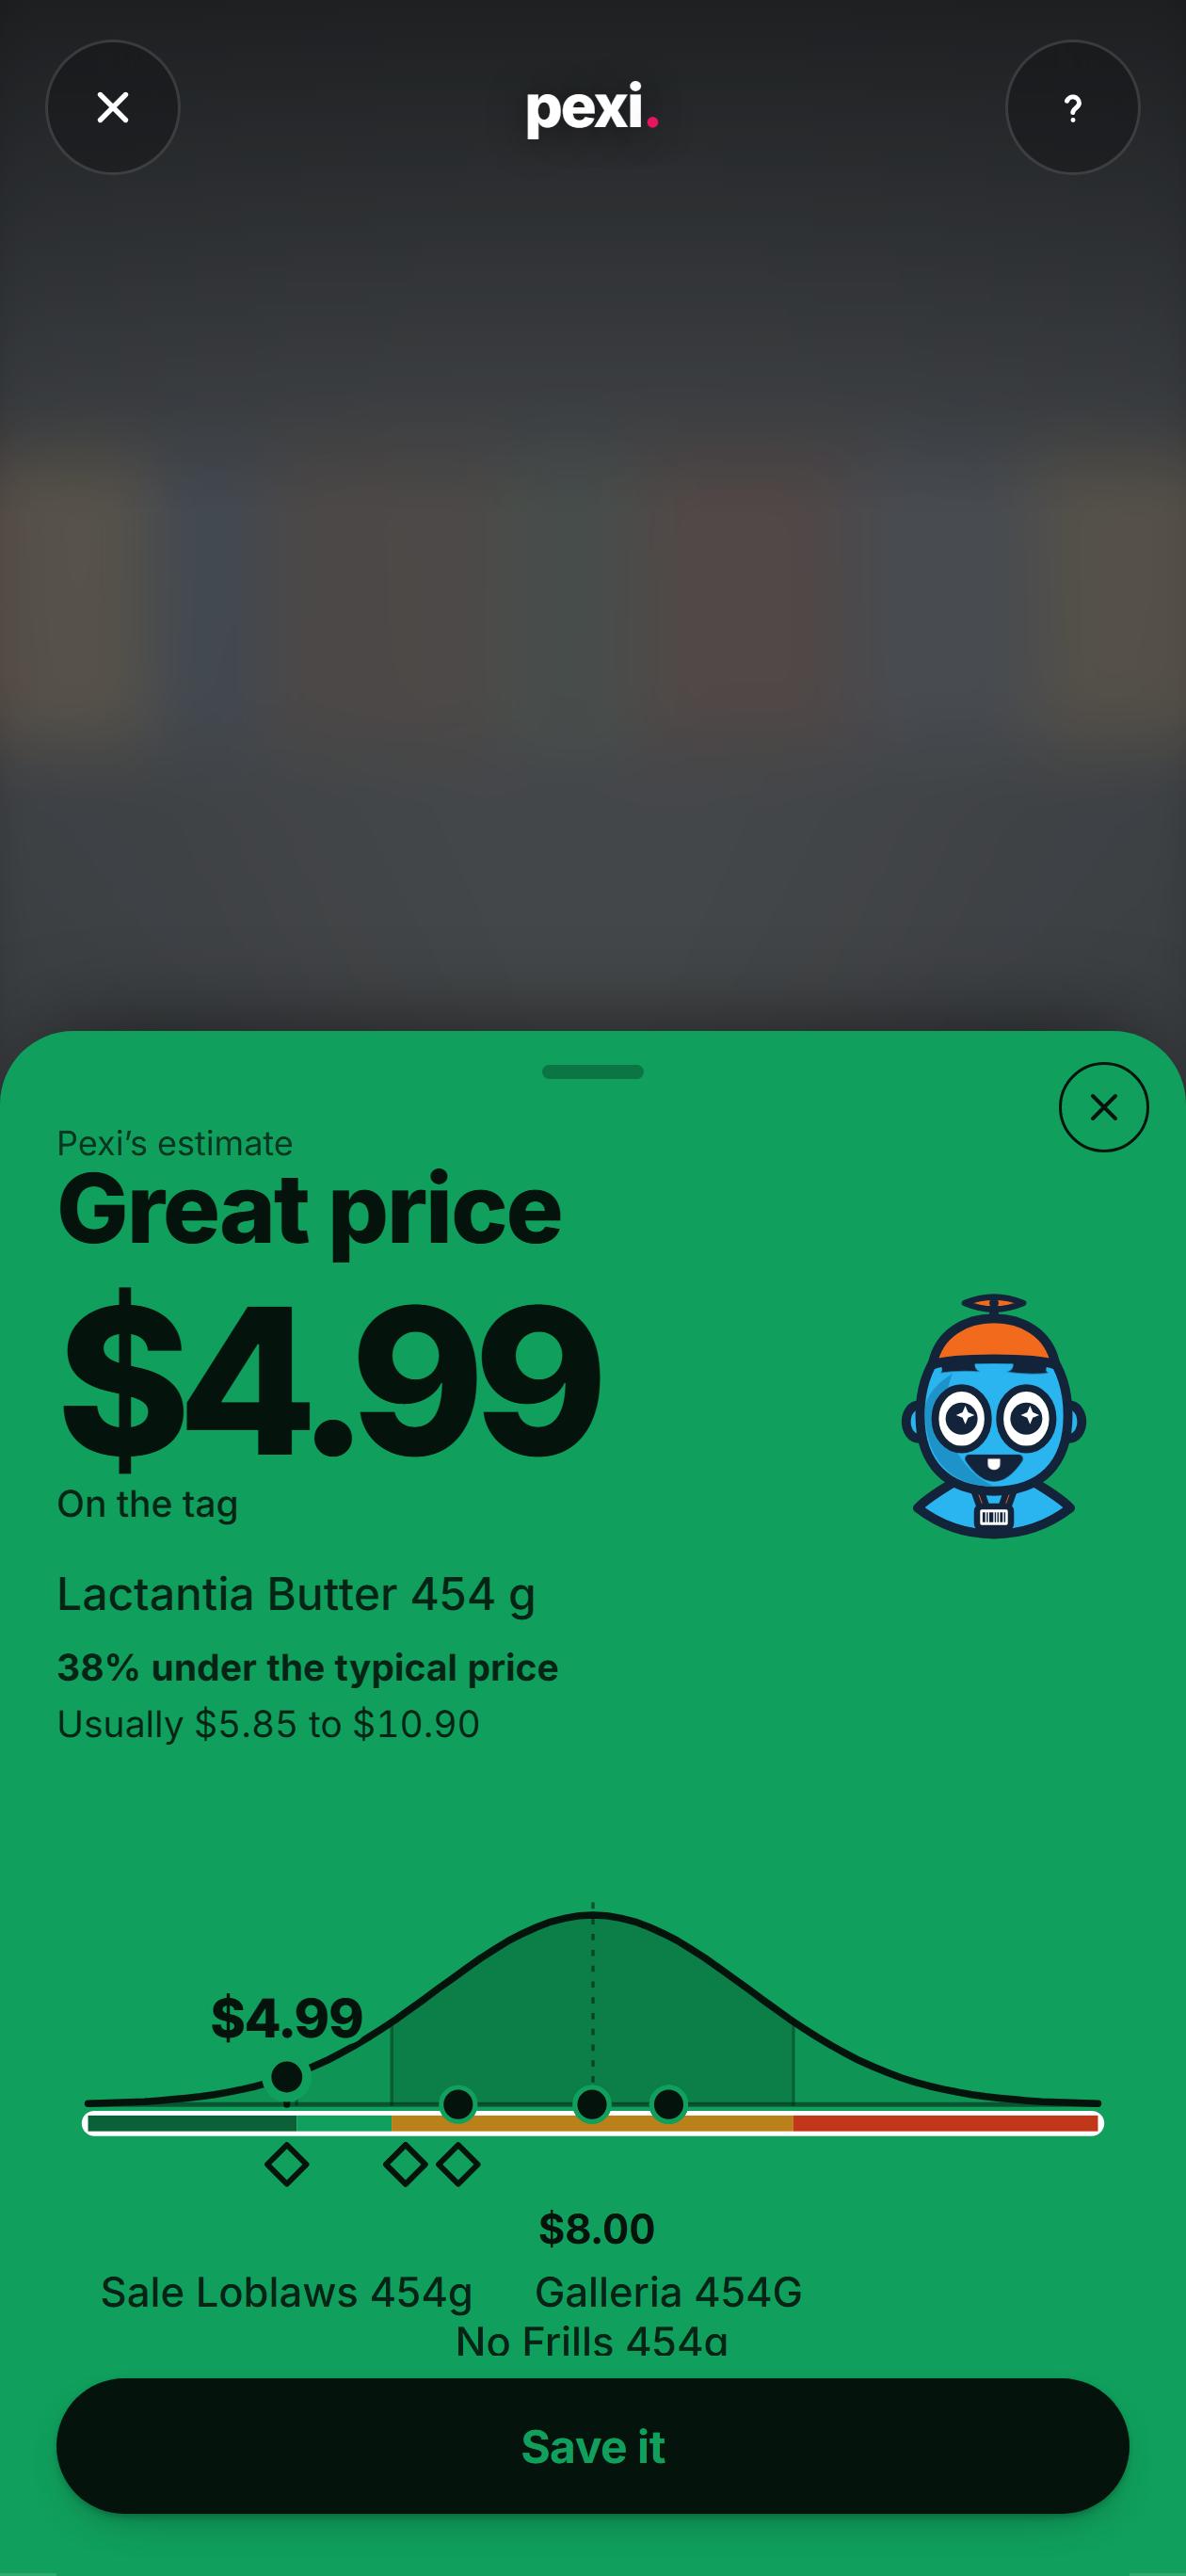 pexi.
?
Pexi’s estimate
Great price
$4.99
On the tag
Lactantia Butter 454 g
38% under the typical price
Usually $5.85 to $10.90
$4.99
$8.00
Sale Loblaws 454g
Galleria 454G
No Frills 454g
Save it